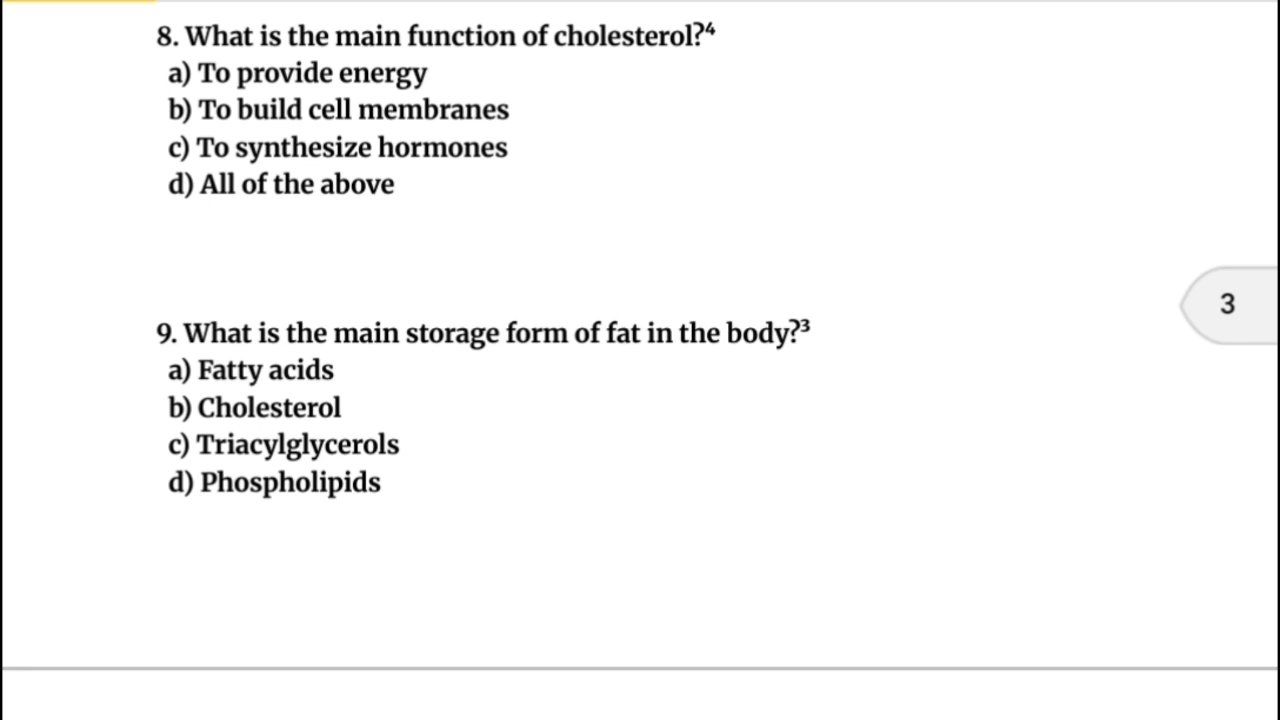 8. What is the main function of cholesterol?⁴
a) To provide energy
b) To build cell membranes
c) To synthesize hormones
d) All of the above
3
9. What is the main storage form of fat in the body?³
a) Fatty acids
b) Cholesterol
c) Triacylglycerols
d) Phospholipids